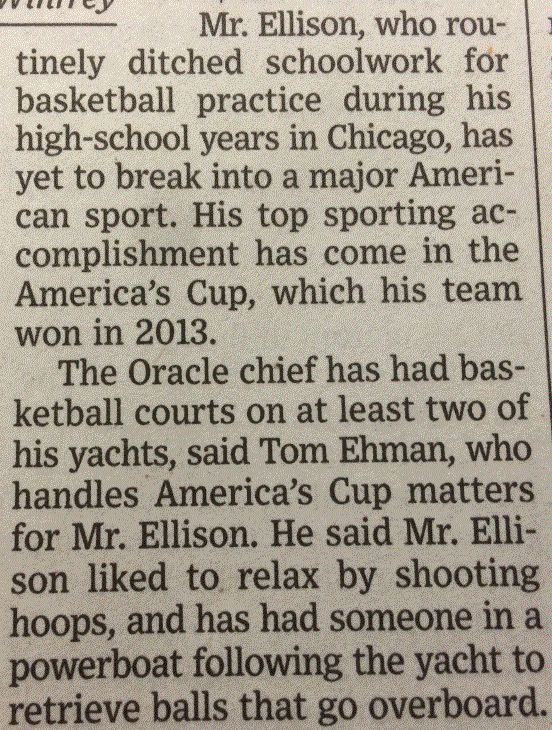 Mr. Ellison, who rou-
tinely ditched schoolwork for
basketball practice during his
high-school years in Chicago, has
yet to break into a major Ameri-
can sport. His top sporting ac-
complishment has come in the
America’s Cup, which his team
won in 2013.
The Oracle chief has had bas-
ketball courts on at least two of
his yachts, said Tom Ehman, who
handles America’s Cup matters
for Mr. Ellison. He said Mr. Elli-
son liked to relax by shooting
hoops, and has had someone in a
powerboat following the yacht to
retrieve balls that go overboard.